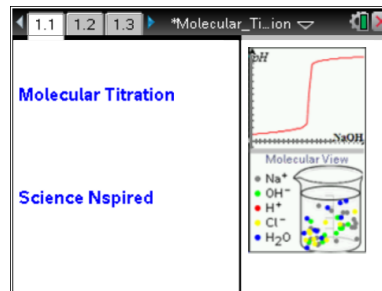 1.1 1.2 1.3 *Molecular_Ti…ion
Molecular Titration
Science Nspired
pH
NaOH
Molecular View
Na⁺
OH⁻
H⁺
Cl⁻
H₂O